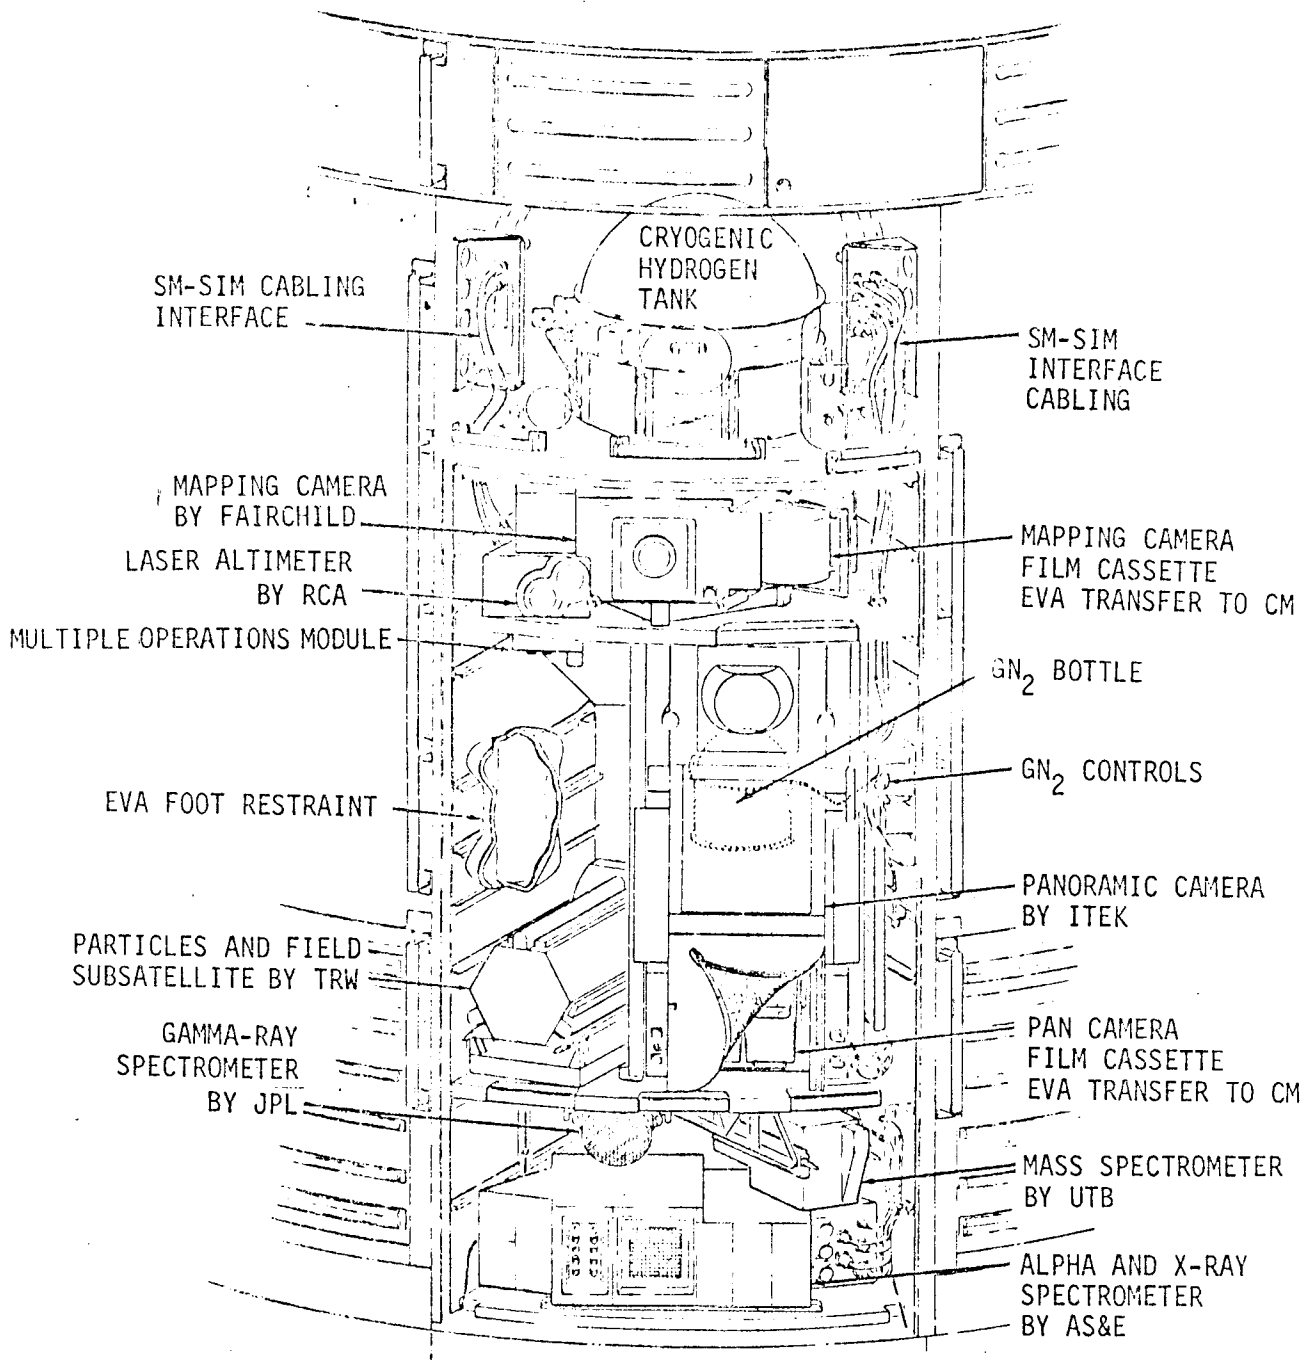 CRYOGENIC
HYDROGEN
TANK
SM-SIM CABLING
INTERFACE
SM-SIM
INTERFACE
CABLING
MAPPING CAMERA
BY FAIRCHILD
LASER ALTIMETER
BY RCA
MULTIPLE OPERATIONS MODULE
MAPPING CAMERA
FILM CASSETTE
EVA TRANSFER TO CM
GN₂ BOTTLE
GN₂ CONTROLS
EVA FOOT RESTRAINT
PANORAMIC CAMERA
BY ITEK
PARTICLES AND FIELD
SUBSATELLITE BY TRW
GAMMA-RAY
SPECTROMETER
BY JPL
PAN CAMERA
FILM CASSETTE
EVA TRANSFER TO CM
MASS SPECTROMETER
BY UTB
ALPHA AND X-RAY
SPECTROMETER
BY AS&E